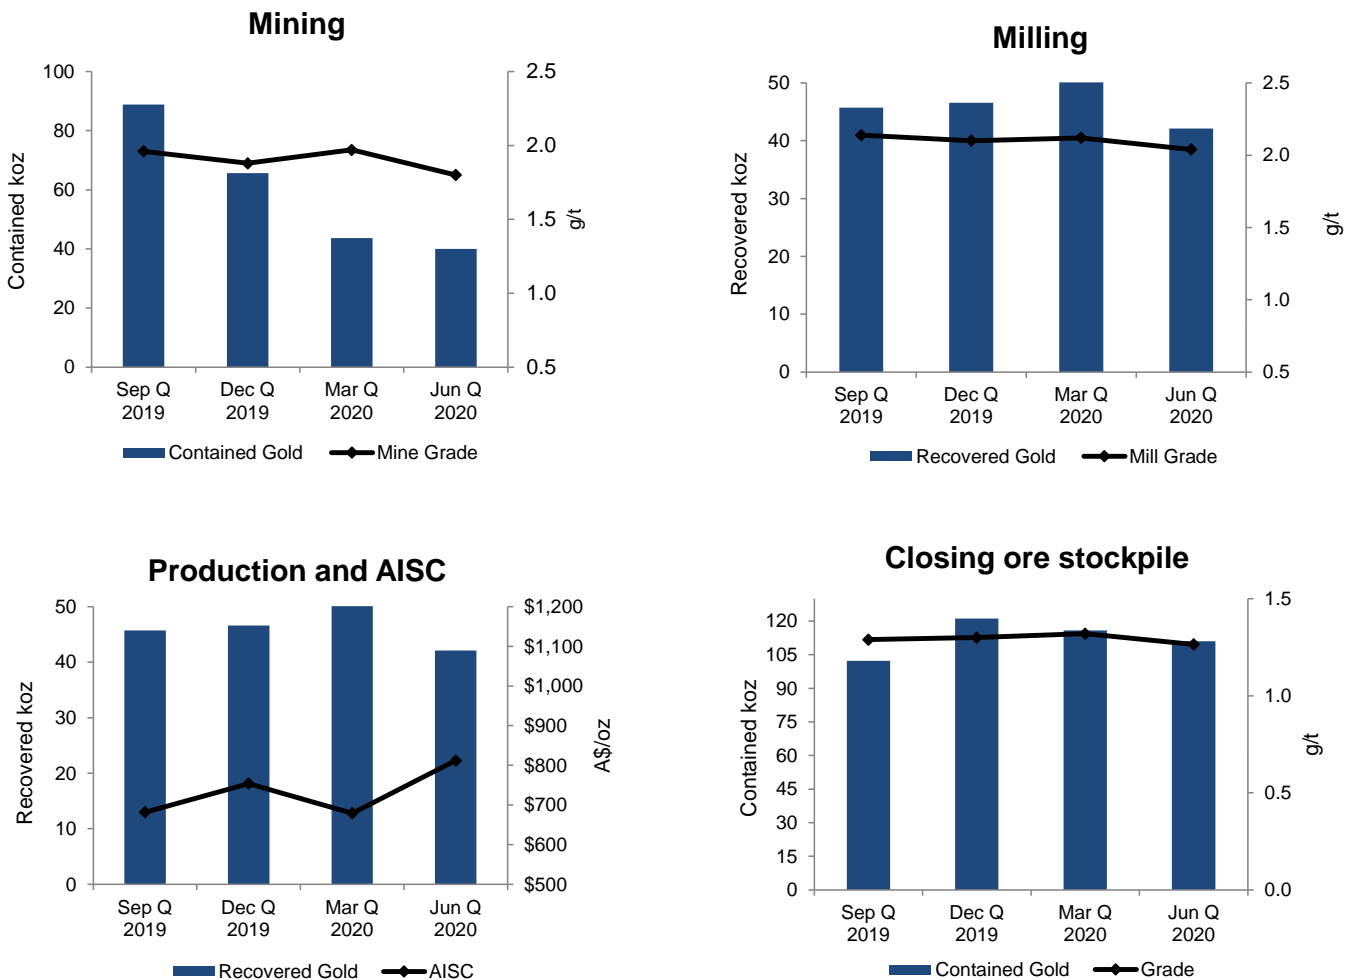 Mining
Contained koz
100
80
60
40
20
0
2.5
2.0
1.5
1.0
0.5
g/t
Sep Q
2019
Dec Q
2019
Mar Q
2020
Jun Q
2020
Contained Gold
Mine Grade
Milling
Recovered koz
50
40
30
20
10
0
2.5
2.0
1.5
1.0
0.5
g/t
Sep Q
2019
Dec Q
2019
Mar Q
2020
Jun Q
2020
Recovered Gold
Mill Grade
Production and AISC
Recovered koz
50
40
30
20
10
0
$1,200
$1,100
$1,000
$900
$800
$700
$600
$500
A$/oz
Sep Q
2019
Dec Q
2019
Mar Q
2020
Jun Q
2020
Recovered Gold
AISC
Closing ore stockpile
Contained koz
120
105
90
75
60
45
30
15
0
1.5
1.0
0.5
0.0
g/t
Sep Q
2019
Dec Q
2019
Mar Q
2020
Jun Q
2020
Contained Gold
Grade